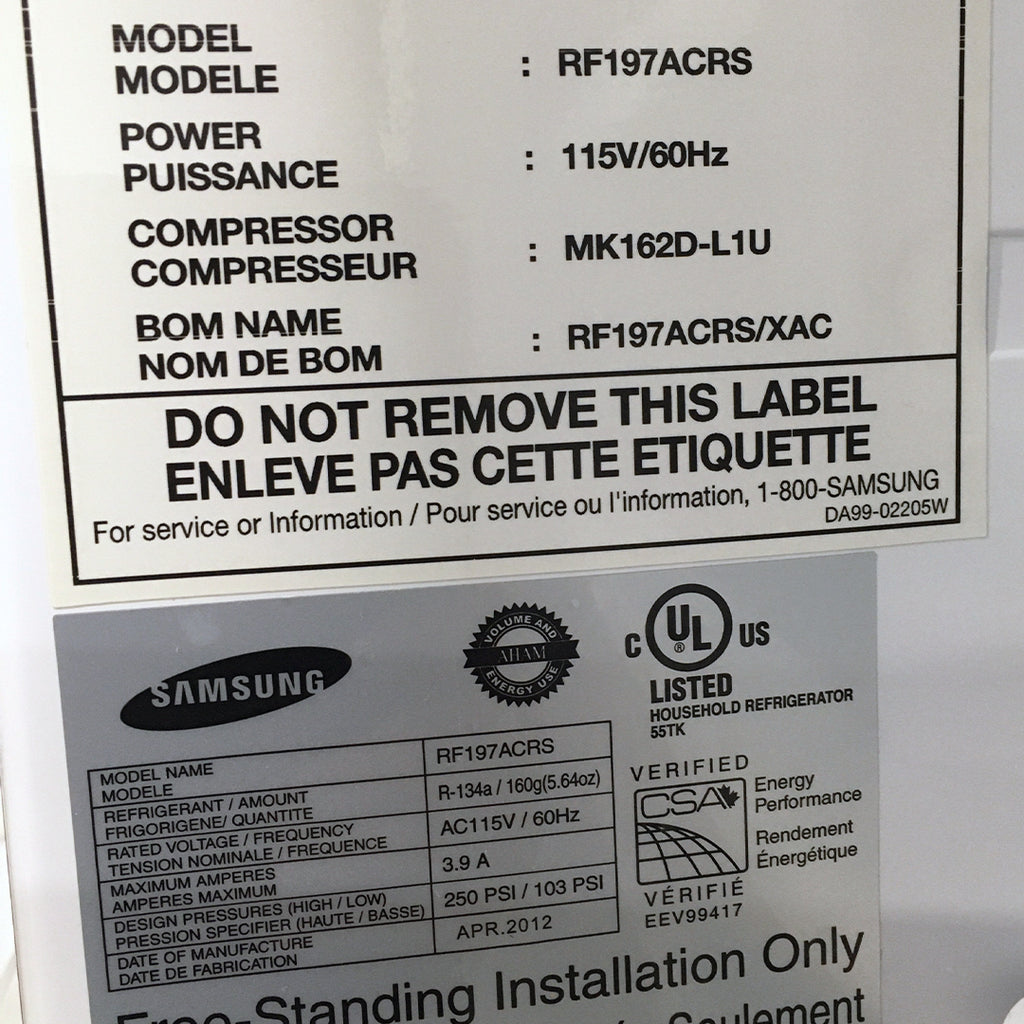 MODEL
MODELE : RF197ACRS
POWER
PUISSANCE : 115V/60Hz
COMPRESSOR
COMPRESSEUR : MK162D-L1U
BOM NAME
NOM DE BOM : RF197ACRS/XAC
DO NOT REMOVE THIS LABEL
ENLEVE PAS CETTE ETIQUETTE
For service or Information / Pour service ou l'information, 1-800-SAMSUNG
DA99-02205W
SAMSUNG
VOLUME AND
AHAM
ENERGY USE
C UL® US
LISTED
HOUSEHOLD REFRIGERATOR
55TK
MODEL NAME
MODELE RF197ACRS
REFRIGERANT / AMOUNT
FRIGORIGENE/ QUANTITE R-134a / 160g(5.64oz)
RATED VOLTAGE / FREQUENCY
TENSION NOMINALE / FREQUENCE AC115V / 60Hz
MAXIMUM AMPERES
AMPERES MAXIMUM 3.9 A
DESIGN PRESSURES (HIGH / LOW)
PRESSION SPECIFIER (HAUTE / BASSE) 250 PSI / 103 PSI
DATE OF MANUFACTURE
DATE DE FABRICATION APR.2012
VERIFIED
CSA
Energy
Performance
Rendement
Énergétique
VÉRIFIÉ
EEV99417
Free-Standing Installation Only
Seulement